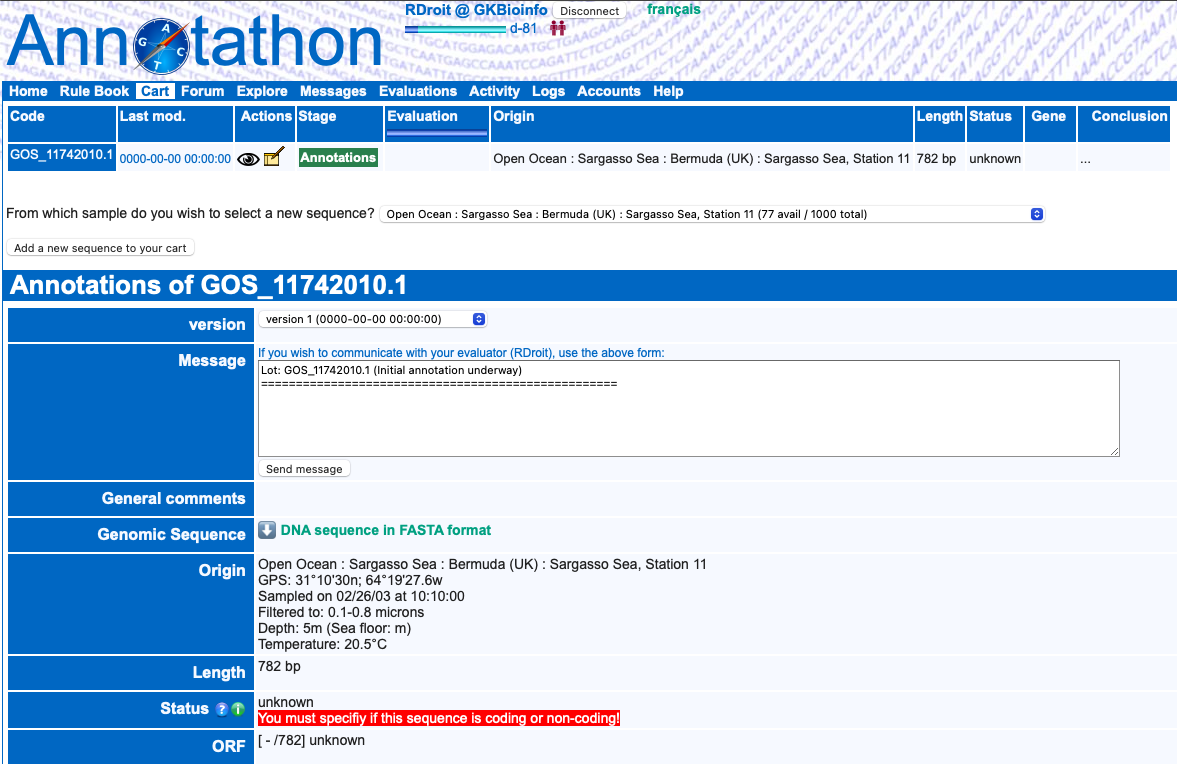 Annotathon
RDroit @ GKBioinfo Disconnect français
d-81
Home Rule Book Cart Forum Explore Messages Evaluations Activity Logs Accounts Help
Code Last mod. Actions Stage Evaluation Origin Length Status Gene Conclusion
GOS_11742010.1 0000-00-00 00:00:00 Annotations Open Ocean : Sargasso Sea : Bermuda (UK) : Sargasso Sea, Station 11 782 bp unknown ...
From which sample do you wish to select a new sequence? Open Ocean : Sargasso Sea : Bermuda (UK) : Sargasso Sea, Station 11 (77 avail / 1000 total)
Add a new sequence to your cart
Annotations of GOS_11742010.1
version version 1 (0000-00-00 00:00:00)
Message If you wish to communicate with your evaluator (RDroit), use the above form:
Lot: GOS_11742010.1 (Initial annotation underway)
===================================================
Send message
General comments
Genomic Sequence DNA sequence in FASTA format
Origin Open Ocean : Sargasso Sea : Bermuda (UK) : Sargasso Sea, Station 11
GPS: 31°10'30n; 64°19'27.6w
Sampled on 02/26/03 at 10:10:00
Filtered to: 0.1-0.8 microns
Depth: 5m (Sea floor: m)
Temperature: 20.5°C
Length 782 bp
Status ? i unknown
You must specifiy if this sequence is coding or non-coding!
ORF [ - /782] unknown